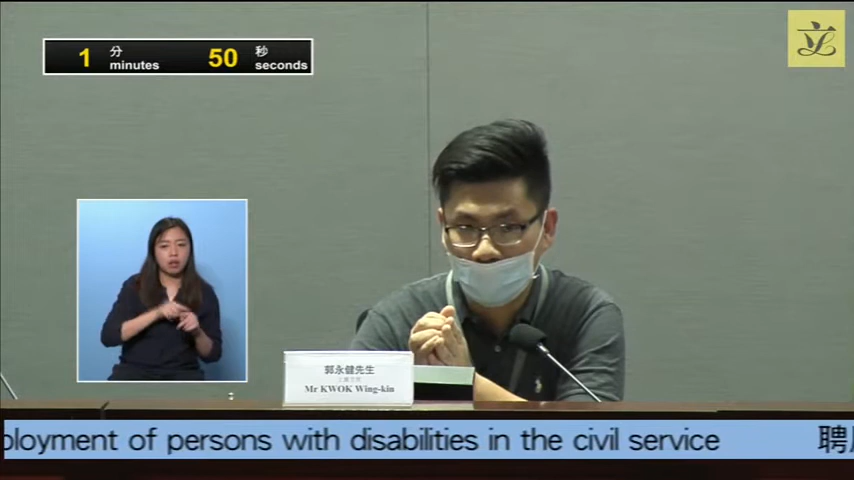 1 分 minutes 50 秒 seconds
郭永健先生
Mr KWOK Wing-kin
ployment of persons with disabilities in the civil service 聘